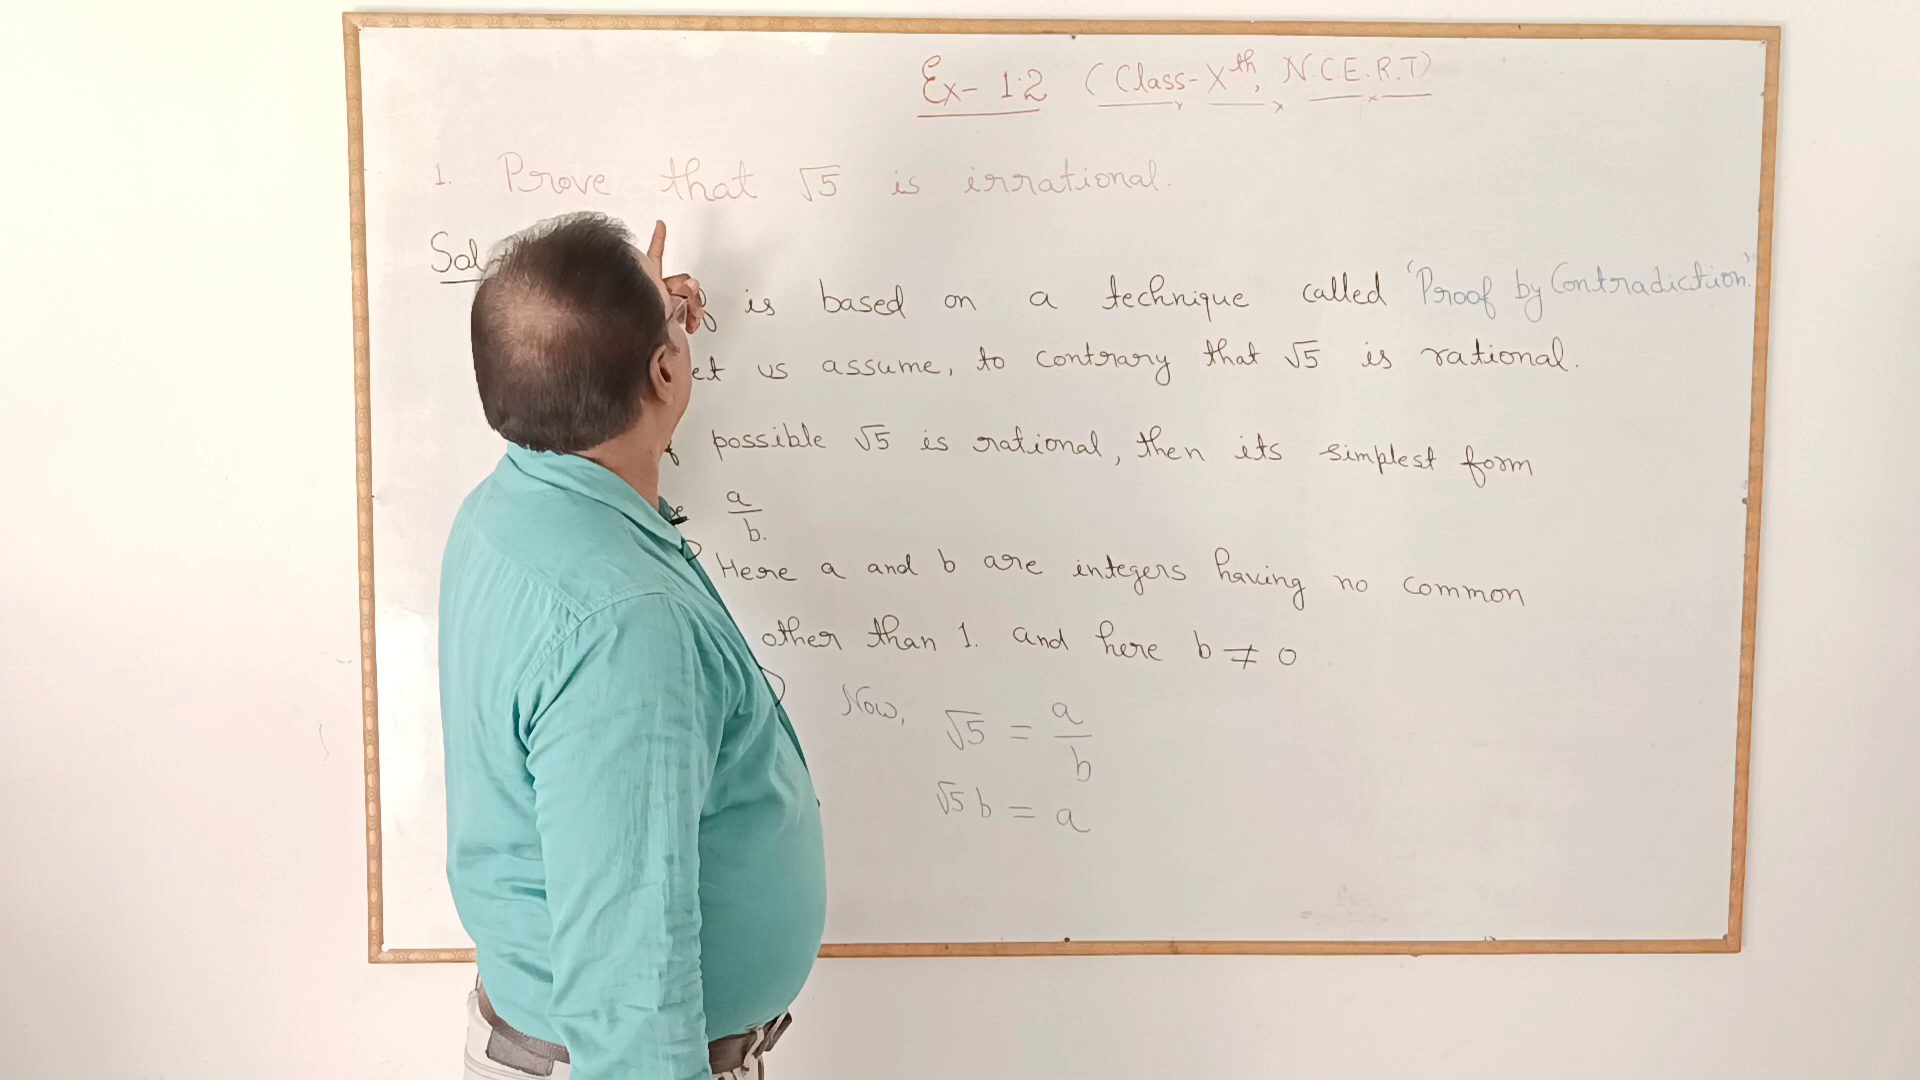 Ex- 1.2 (Class-Xth, N.C.E.R.T)
1. Prove that √5 is irrational.
Sol
is based on a technique called 'Proof by Contradiction'.
us assume, to contrary that √5 is rational.
possible √5 is rational, then its simplest form
a/b.
Here a and b are integers having no common
other than 1. and here b ≠ 0
Now, √5 = a/b
√5 b = a